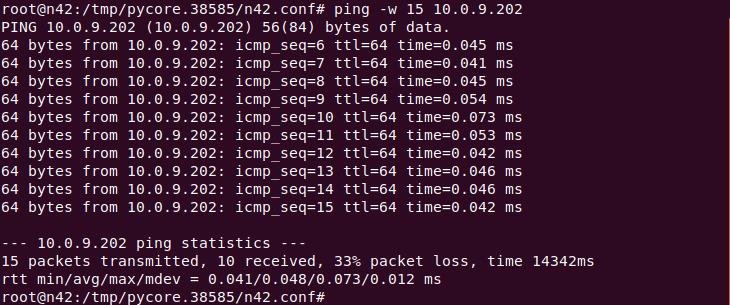 root@n42:/tmp/pycore.38585/n42.conf# ping -w 15 10.0.9.202
PING 10.0.9.202 (10.0.9.202) 56(84) bytes of data.
64 bytes from 10.0.9.202: icmp_seq=6 ttl=64 time=0.045 ms
64 bytes from 10.0.9.202: icmp_seq=7 ttl=64 time=0.041 ms
64 bytes from 10.0.9.202: icmp_seq=8 ttl=64 time=0.045 ms
64 bytes from 10.0.9.202: icmp_seq=9 ttl=64 time=0.054 ms
64 bytes from 10.0.9.202: icmp_seq=10 ttl=64 time=0.073 ms
64 bytes from 10.0.9.202: icmp_seq=11 ttl=64 time=0.053 ms
64 bytes from 10.0.9.202: icmp_seq=12 ttl=64 time=0.042 ms
64 bytes from 10.0.9.202: icmp_seq=13 ttl=64 time=0.046 ms
64 bytes from 10.0.9.202: icmp_seq=14 ttl=64 time=0.046 ms
64 bytes from 10.0.9.202: icmp_seq=15 ttl=64 time=0.042 ms

--- 10.0.9.202 ping statistics ---
15 packets transmitted, 10 received, 33% packet loss, time 14342ms
rtt min/avg/max/mdev = 0.041/0.048/0.073/0.012 ms
root@n42:/tmp/pycore.38585/n42.conf#